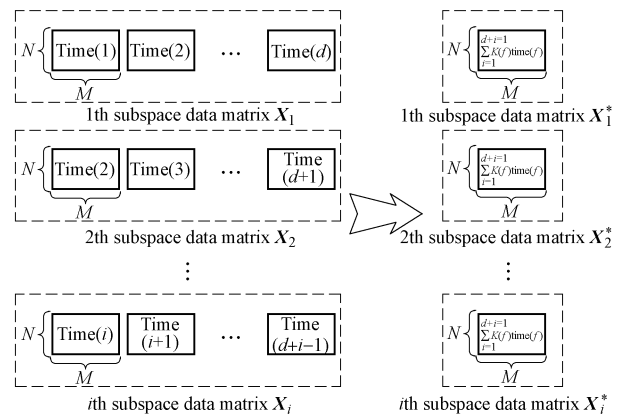 N Time(1) Time(2) … Time(d)
M
1th subspace data matrix X₁
N Time(2) Time(3) … Time
(d+1)
M
2th subspace data matrix X₂
⋮
N Time(i) Time
(i+1) … Time
(d+i−1)
M
ith subspace data matrix Xᵢ
d+i=1
N ∑K(f)time(f)
i=1
M
1th subspace data matrix X₁*
d+i=1
N ∑K(f)time(f)
i=1
M
2th subspace data matrix X₂*
⋮
d+i=1
N ∑K(f)time(f)
i=1
M
ith subspace data matrix Xᵢ*